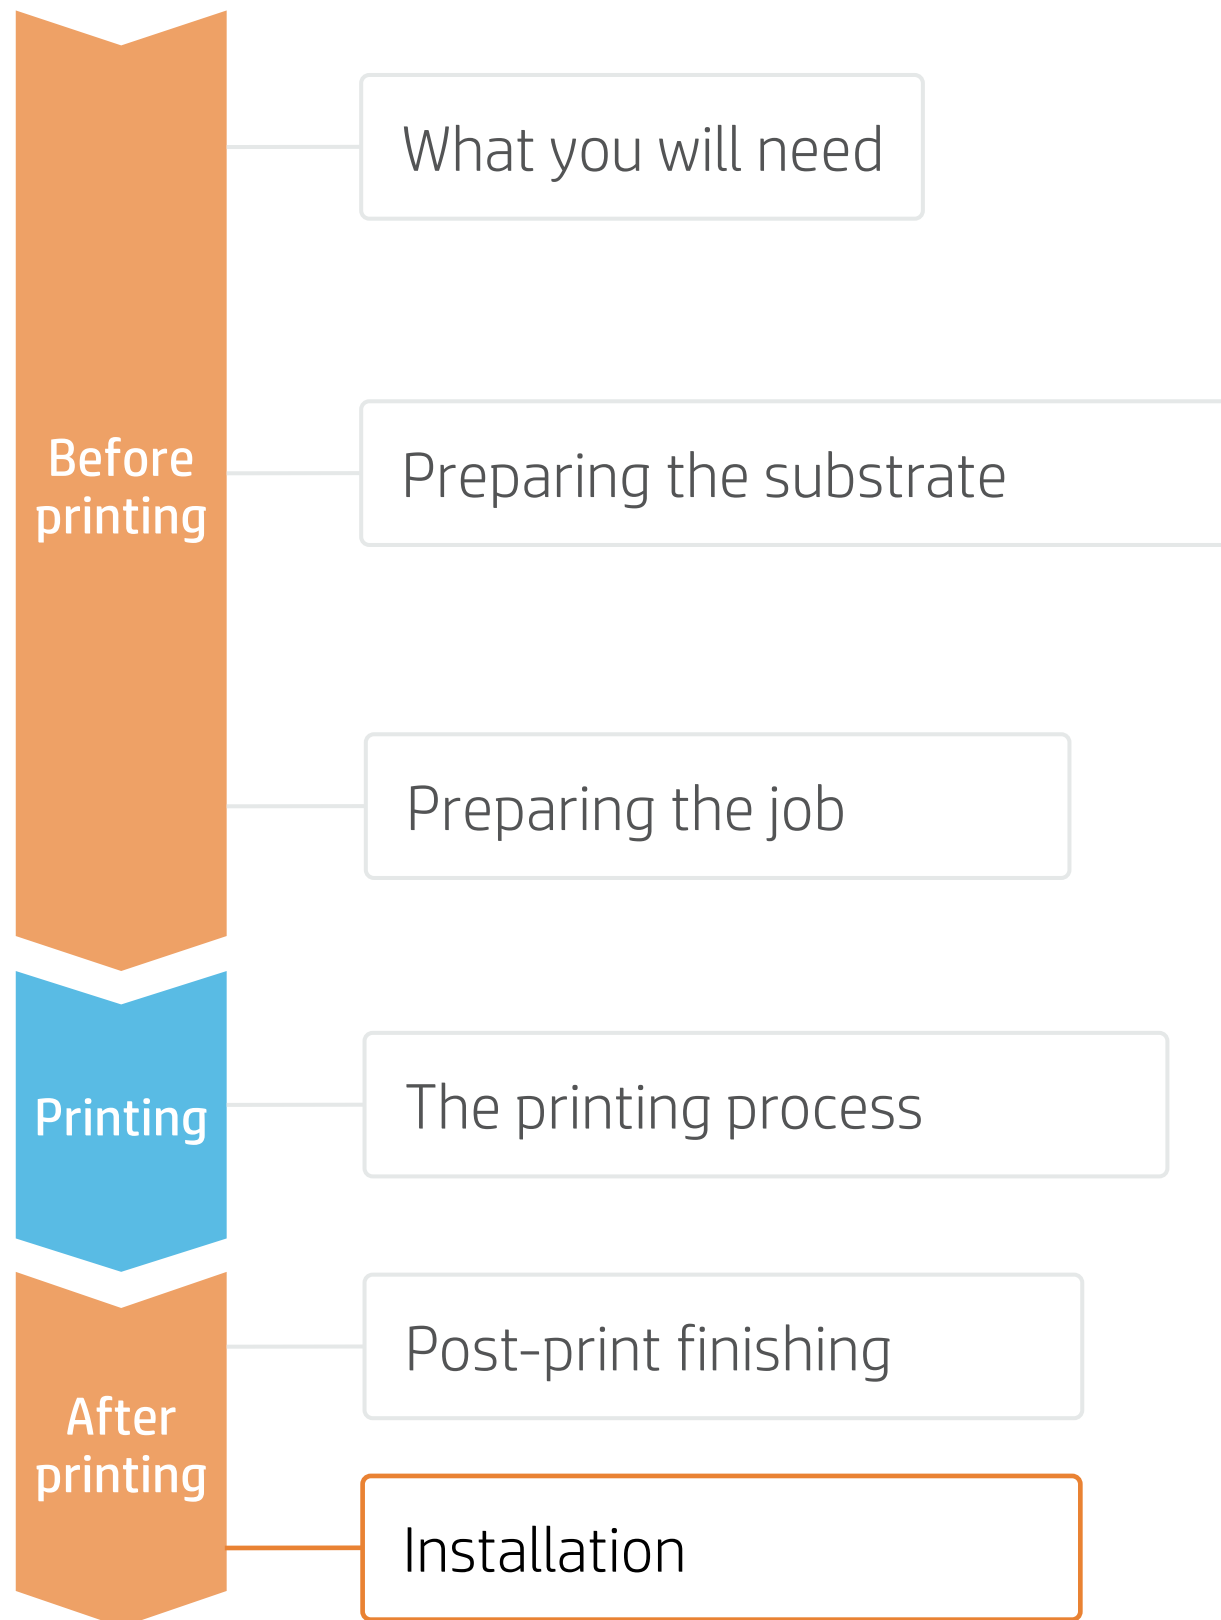 What you will need
Before
printing
Preparing the substrate
Preparing the job
Printing
The printing process
After
printing
Post-print finishing
Installation